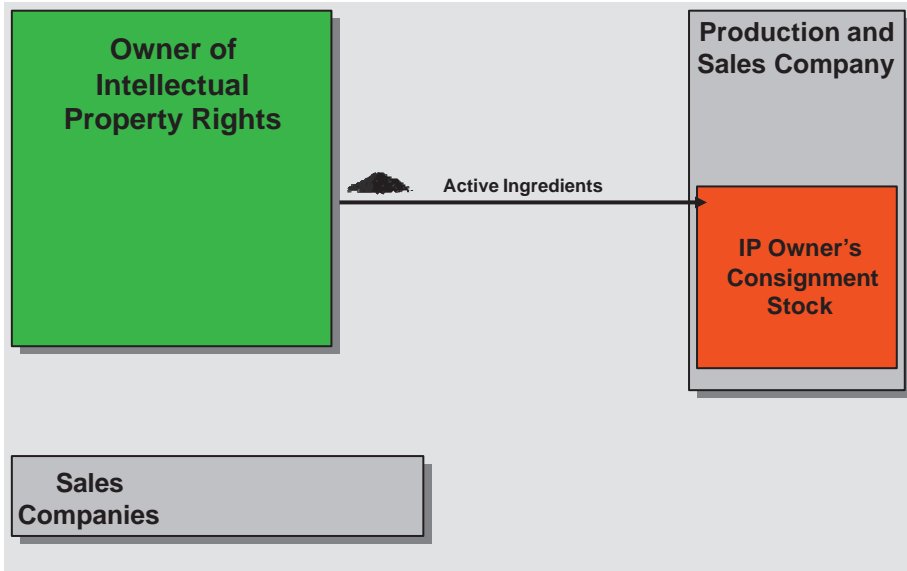 Owner of
Intellectual
Property Rights
Production and
Sales Company
Active Ingredients
IP Owner’s
Consignment
Stock
Sales
Companies